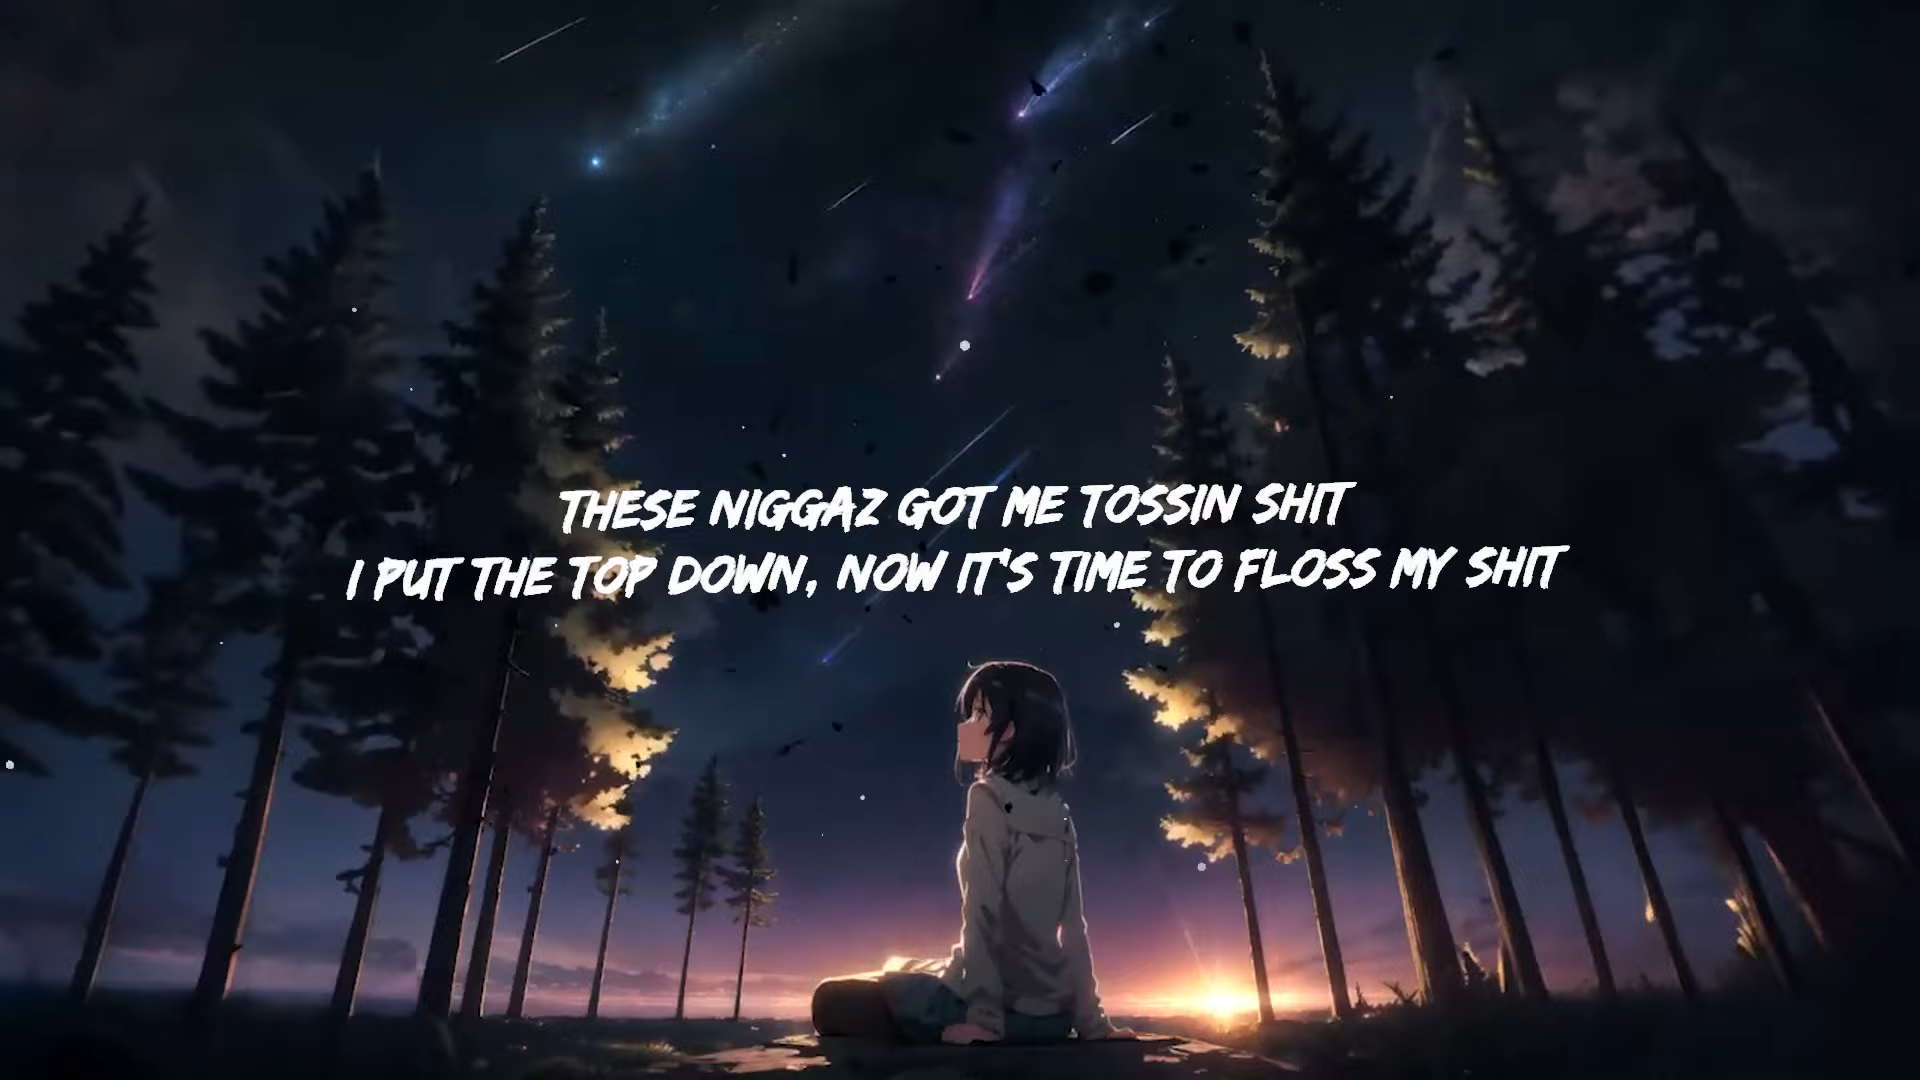 THESE NIGGAZ GOT ME TOSSIN SHIT
I PUT THE TOP DOWN, NOW IT'S TIME TO FLOSS MY SHIT